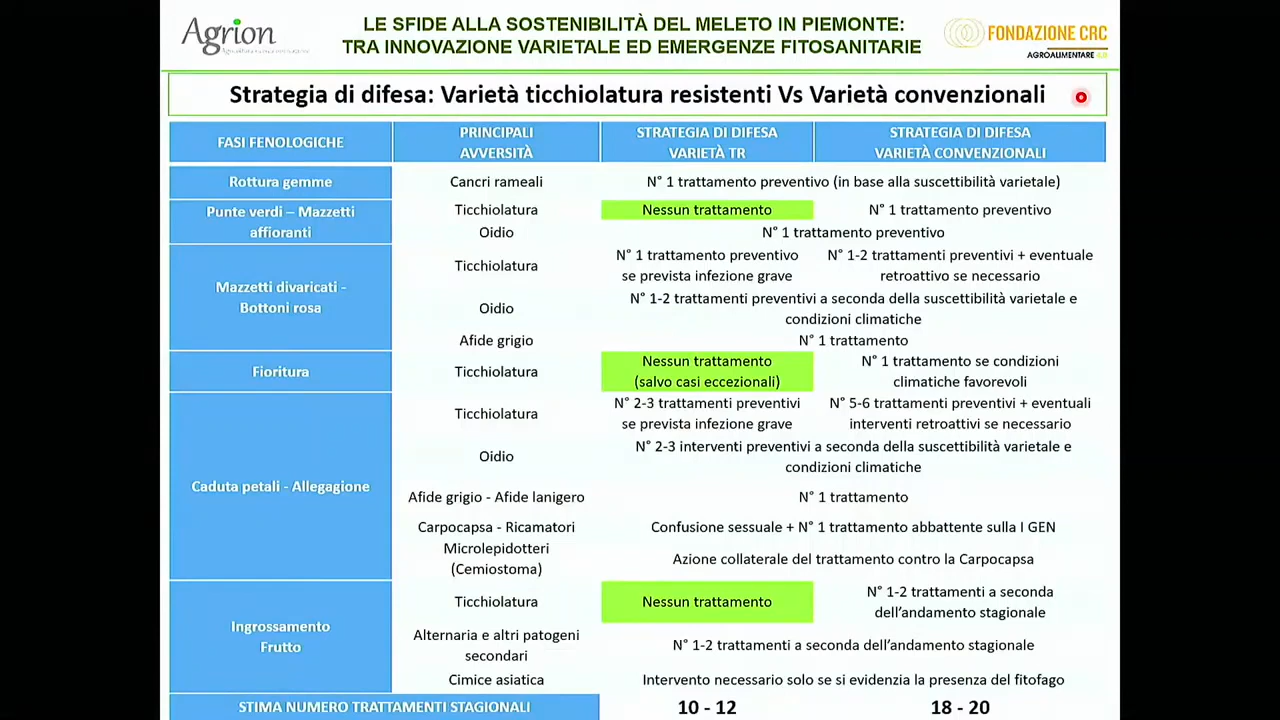 Agrion
LE SFIDE ALLA SOSTENIBILITÀ DEL MELETO IN PIEMONTE:
TRA INNOVAZIONE VARIETALE ED EMERGENZE FITOSANITARIE
FONDAZIONE CRC
AGROALIMENTARE 4.0
Strategia di difesa: Varietà ticchiolatura resistenti Vs Varietà convenzionali
FASI FENOLOGICHE
PRINCIPALI
AVVERSITÀ
STRATEGIA DI DIFESA
VARIETÀ TR
STRATEGIA DI DIFESA
VARIETÀ CONVENZIONALI
Rottura gemme
Cancri rameali
N° 1 trattamento preventivo (in base alla suscettibilità varietale)
Punte verdi – Mazzetti
affioranti
Ticchiolatura
Nessun trattamento
N° 1 trattamento preventivo
Oidio
N° 1 trattamento preventivo
Mazzetti divaricati -
Bottoni rosa
Ticchiolatura
N° 1 trattamento preventivo
se prevista infezione grave
N° 1-2 trattamenti preventivi + eventuale
retroattivo se necessario
Oidio
N° 1-2 trattamenti preventivi a seconda della suscettibilità varietale e
condizioni climatiche
Afide grigio
N° 1 trattamento
Fioritura
Ticchiolatura
Nessun trattamento
(salvo casi eccezionali)
N° 1 trattamento se condizioni
climatiche favorevoli
Caduta petali - Allegagione
Ticchiolatura
N° 2-3 trattamenti preventivi
se prevista infezione grave
N° 5-6 trattamenti preventivi + eventuali
interventi retroattivi se necessario
Oidio
N° 2-3 interventi preventivi a seconda della suscettibilità varietale e
condizioni climatiche
Afide grigio - Afide lanigero
N° 1 trattamento
Carpocapsa - Ricamatori
Confusione sessuale + N° 1 trattamento abbattente sulla I GEN
Microlepidotteri
(Cemiostoma)
Azione collaterale del trattamento contro la Carpocapsa
Ingrossamento
Frutto
Ticchiolatura
Nessun trattamento
N° 1-2 trattamenti a seconda
dell'andamento stagionale
Alternaria e altri patogeni
secondari
N° 1-2 trattamenti a seconda dell'andamento stagionale
Cimice asiatica
Intervento necessario solo se si evidenzia la presenza del fitofago
STIMA NUMERO TRATTAMENTI STAGIONALI
10 - 12
18 - 20